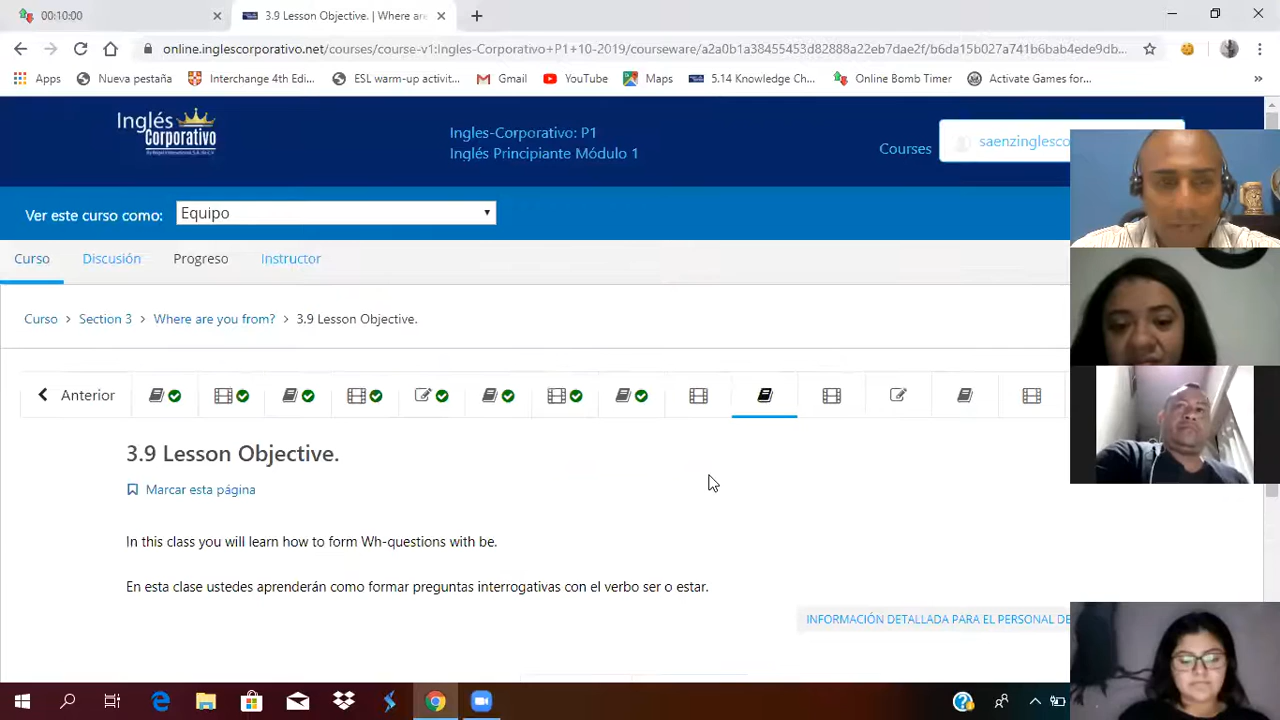 00:10:00
3.9 Lesson Objective. | Where are
online.inglescorporativo.net/courses/course-v1:Ingles-Corporativo+P1+10-2019/courseware/a2a0b1a38455453d82888a22eb7dae2f/b6da15b027a741b6bab4ede9db...
Apps Nueva pestaña Interchange 4th Edi... ESL warm-up activit... Gmail YouTube Maps 5.14 Knowledge Ch... Online Bomb Timer Activate Games for... »
Inglés
Corporativo
Ingles-Corporativo: P1
Inglés Principiante Módulo 1
Courses
saenzinglesco
Ver este curso como: Equipo
Curso Discusión Progreso Instructor
Curso > Section 3 > Where are you from? > 3.9 Lesson Objective.
Anterior
3.9 Lesson Objective.
Marcar esta página
In this class you will learn how to form Wh-questions with be.
En esta clase ustedes aprenderán como formar preguntas interrogativas con el verbo ser o estar.
INFORMACIÓN DETALLADA PARA EL PERSONAL DE